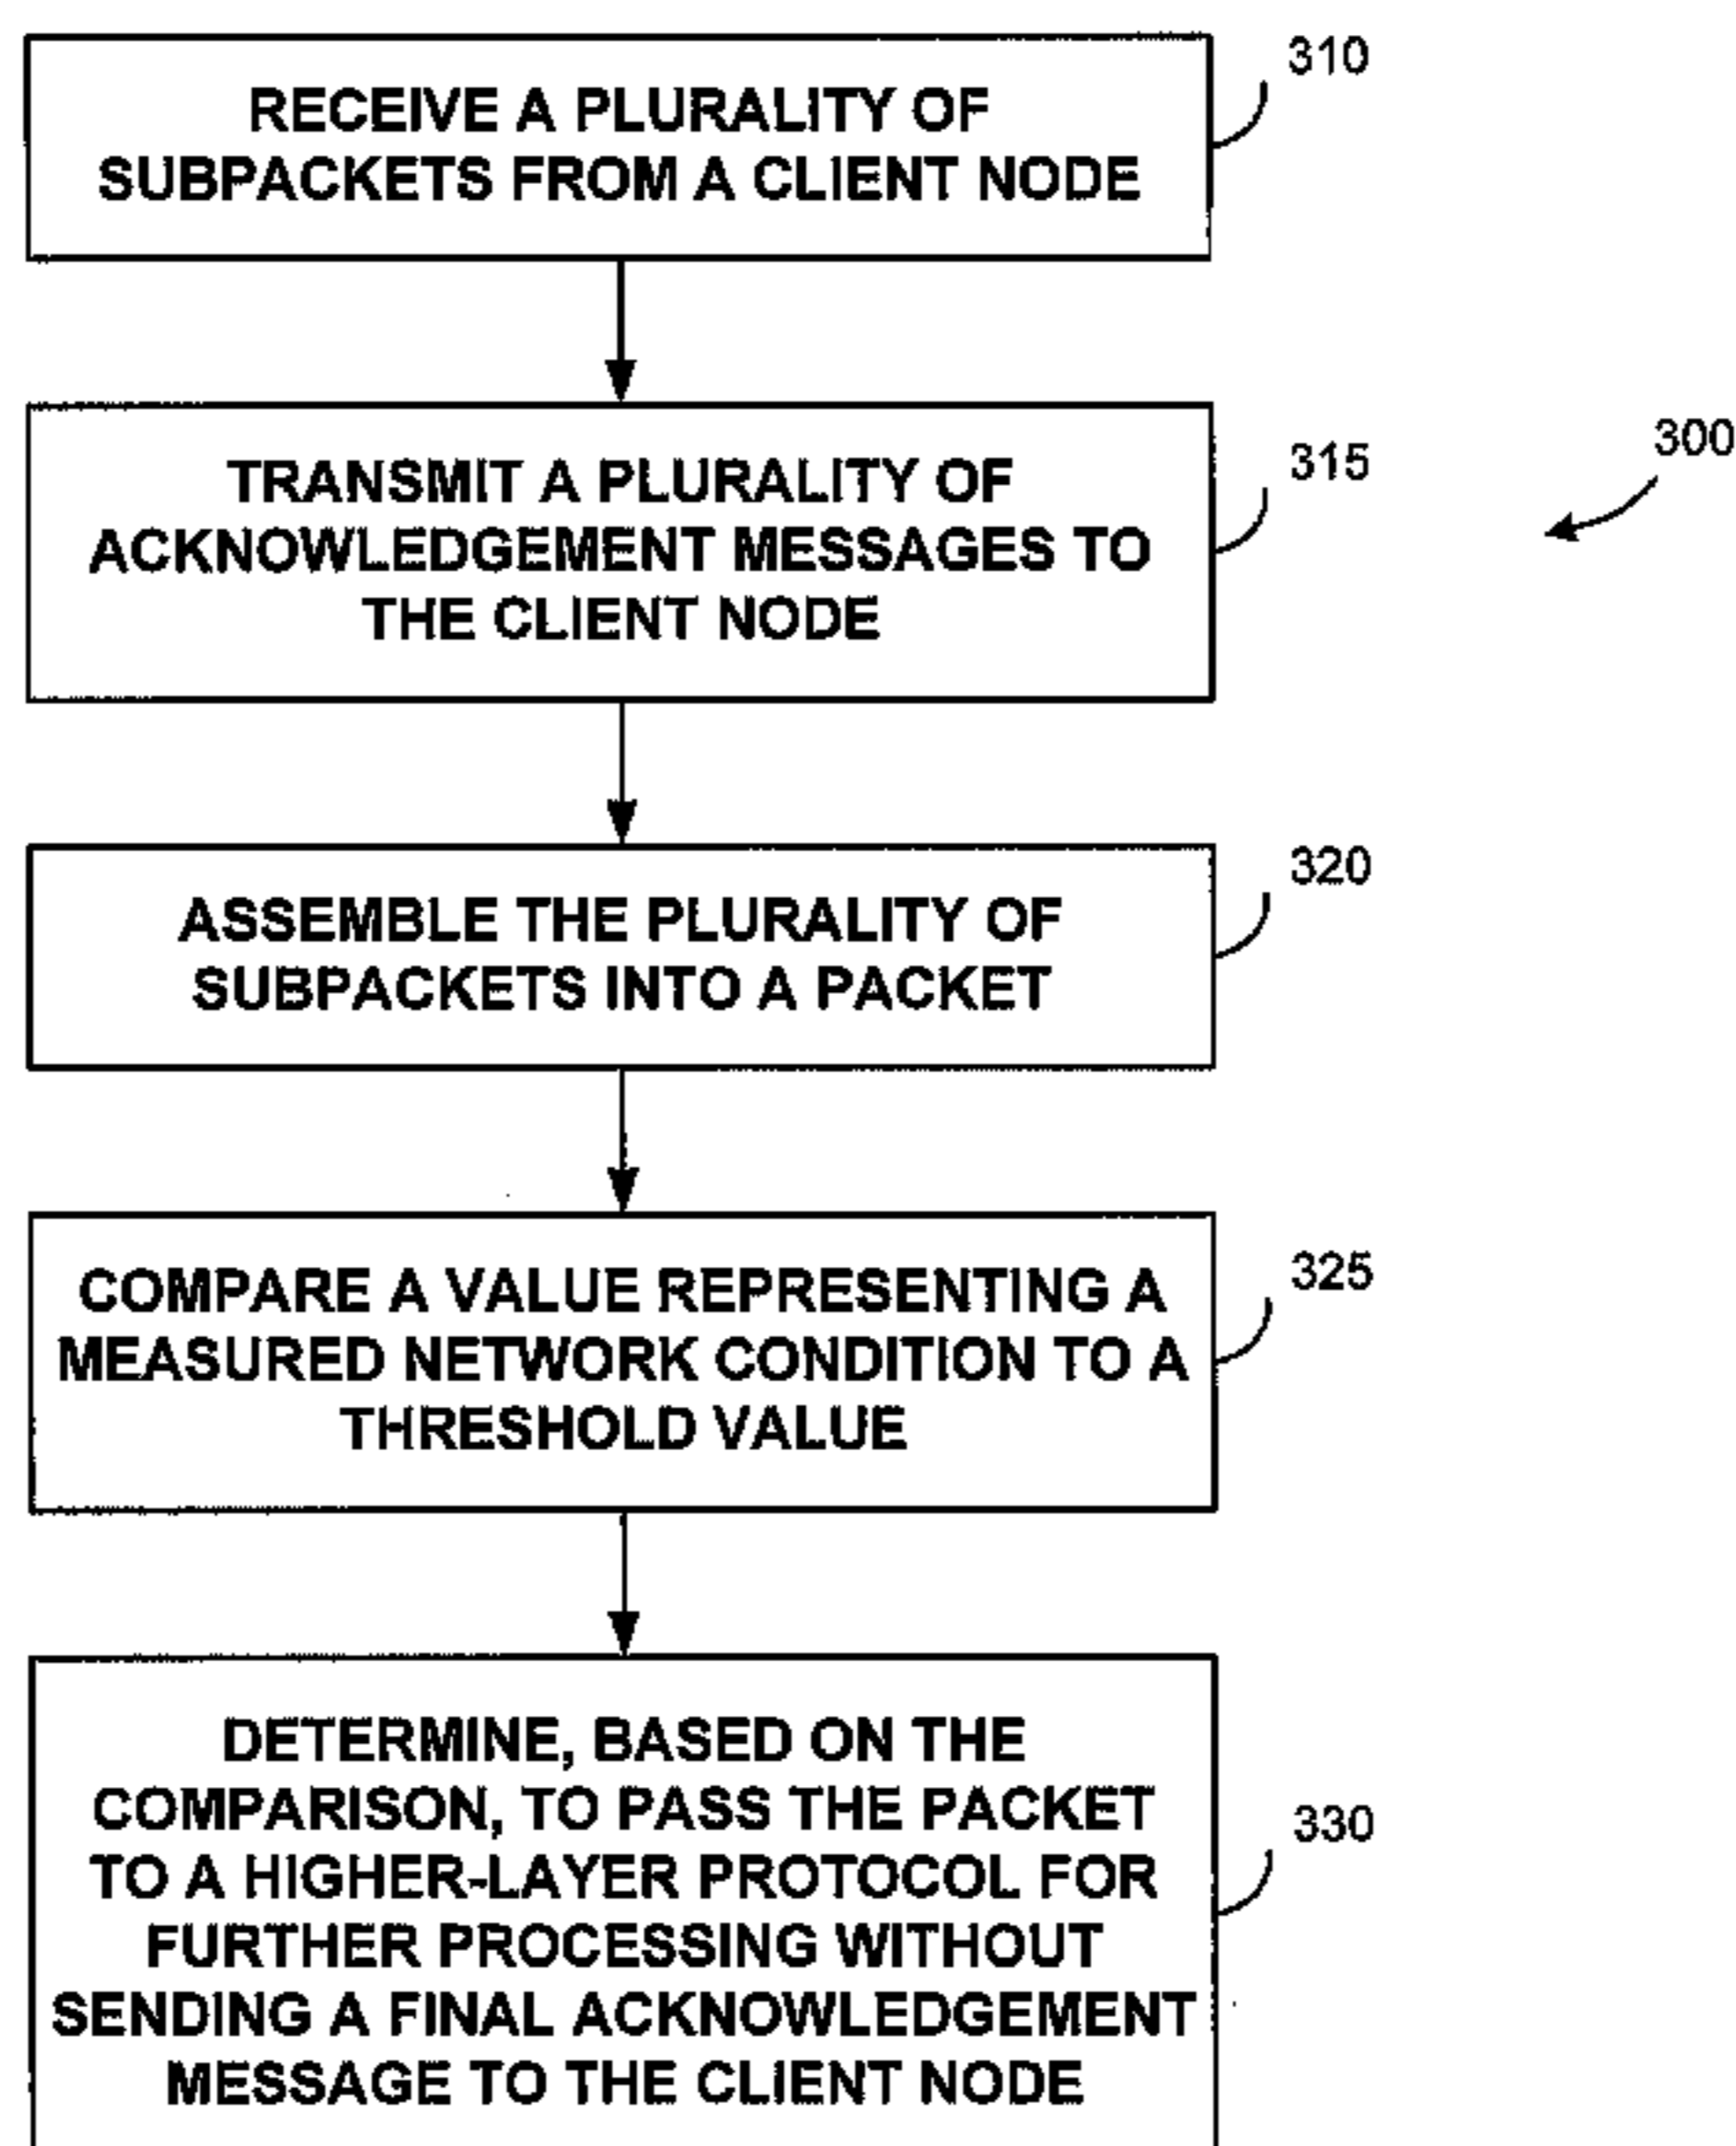 310
RECEIVE A PLURALITY OF
SUBPACKETS FROM A CLIENT NODE
300
315
TRANSMIT A PLURALITY OF
ACKNOWLEDGEMENT MESSAGES TO
THE CLIENT NODE
320
ASSEMBLE THE PLURALITY OF
SUBPACKETS INTO A PACKET
325
COMPARE A VALUE REPRESENTING A
MEASURED NETWORK CONDITION TO A
THRESHOLD VALUE
330
DETERMINE, BASED ON THE
COMPARISON, TO PASS THE PACKET
TO A HIGHER-LAYER PROTOCOL FOR
FURTHER PROCESSING WITHOUT
SENDING A FINAL ACKNOWLEDGEMENT
MESSAGE TO THE CLIENT NODE